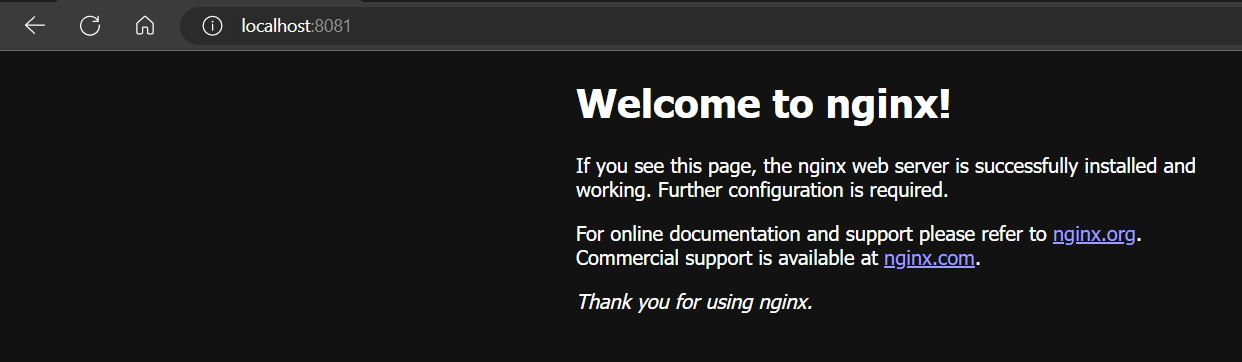 localhost:8081
Welcome to nginx!
If you see this page, the nginx web server is successfully installed and
working. Further configuration is required.
For online documentation and support please refer to nginx.org.
Commercial support is available at nginx.com.
Thank you for using nginx.